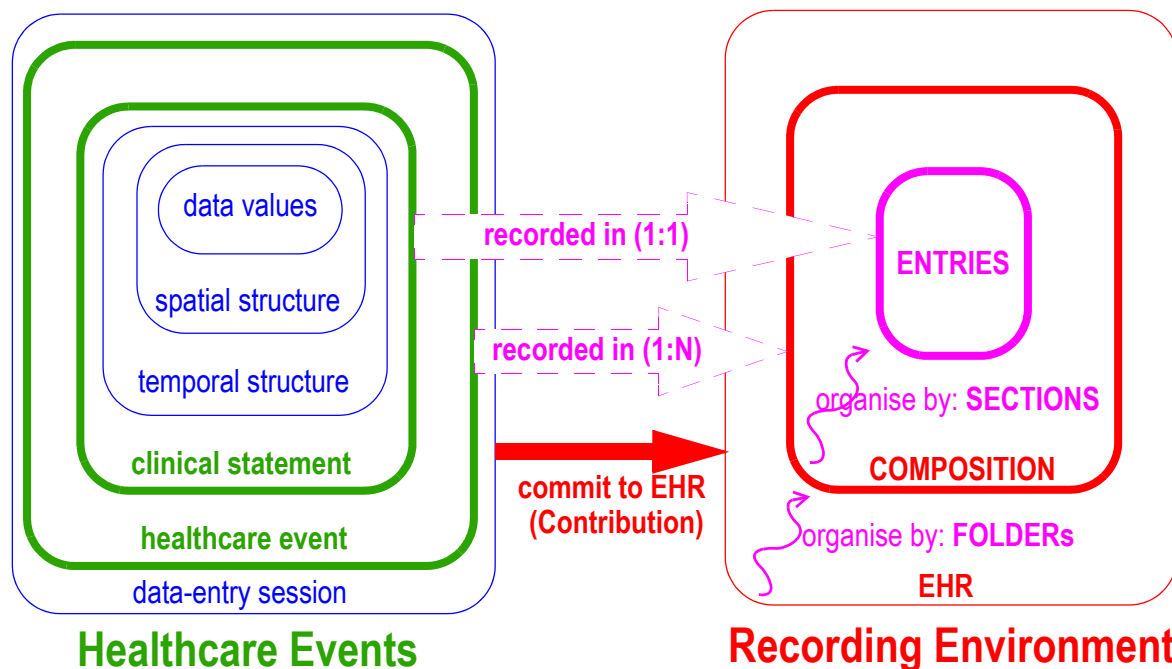 data values
spatial structure
temporal structure
clinical statement
healthcare event
data-entry session
Healthcare Events
recorded in (1:1)
recorded in (1:N)
commit to EHR
(Contribution)
ENTRIES
organise by: SECTIONS
COMPOSITION
organise by: FOLDERs
EHR
Recording Environment